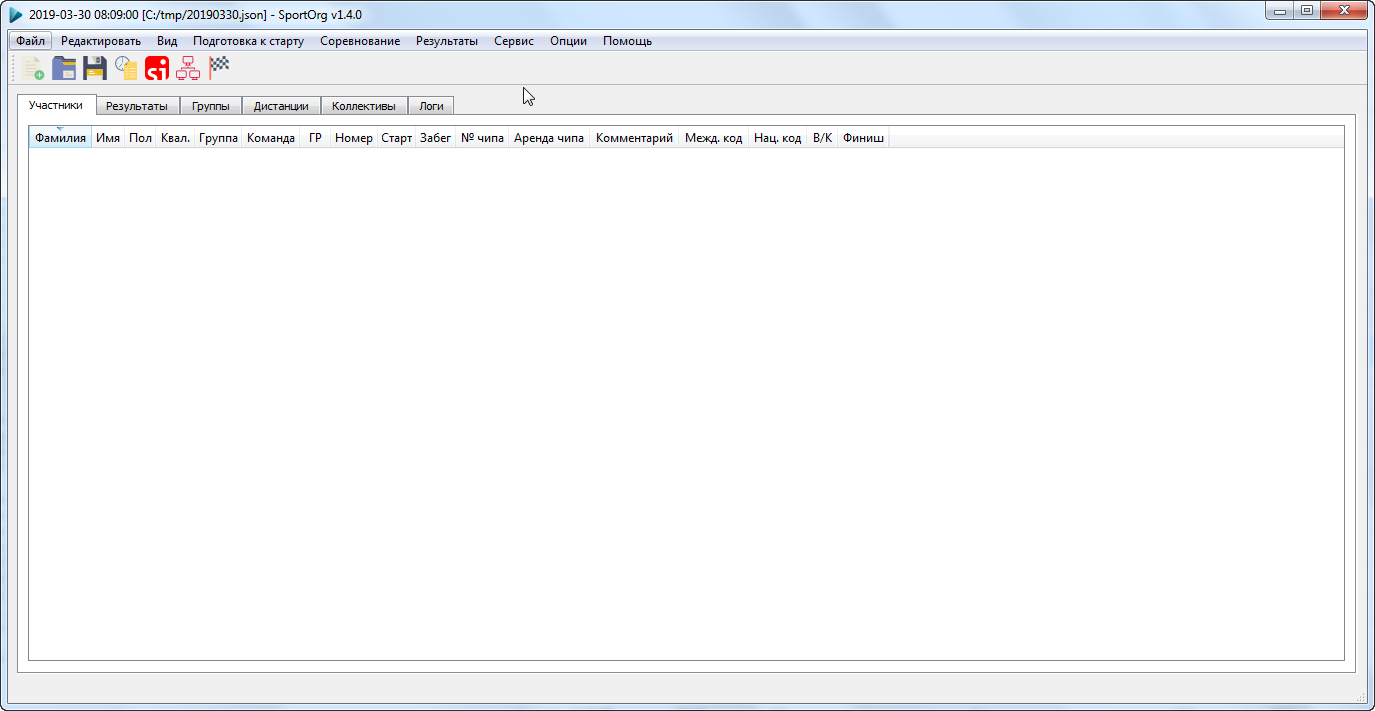 2019-03-30 08:09:00 [C:/tmp/20190330.json] - SportOrg v1.4.0
Файл Редактировать Вид Подготовка к старту Соревнование Результаты Сервис Опции Помощь
si
Участники Результаты Группы Дистанции Коллективы Логи
Фамилия Имя Пол Квал. Группа Команда ГР Номер Старт Забег № чипа Аренда чипа Комментарий Межд. код Нац. код В/К Финиш